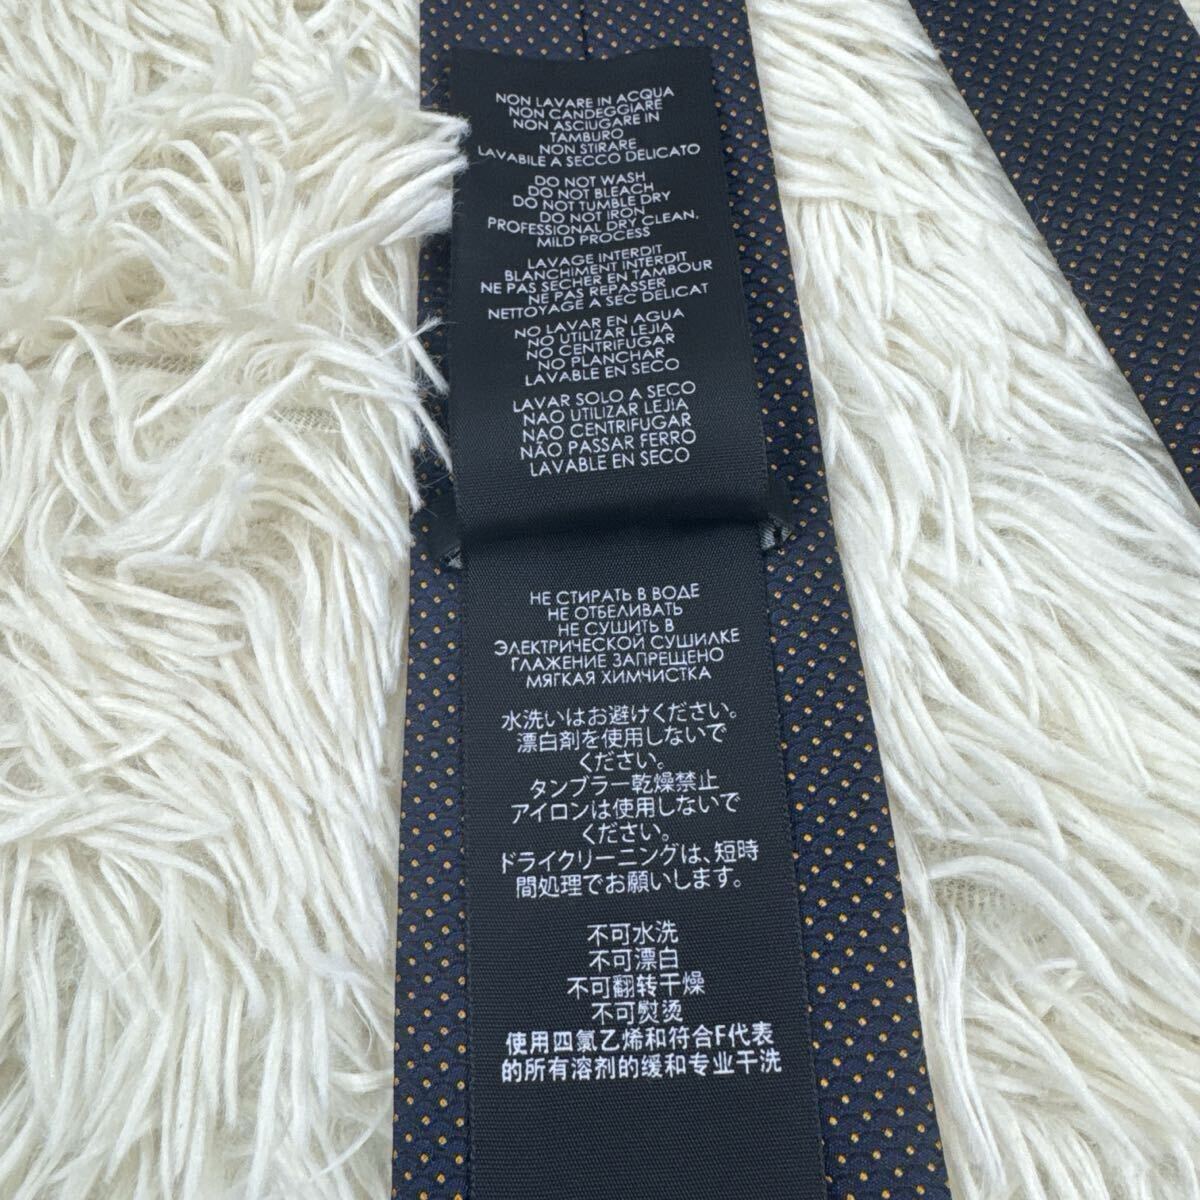 NON LAVARE IN ACQUA
NON CANDEGGIARE
NON ASCIUGARE IN
TAMBURO
NON STIRARE
LAVABILE A SECCO DELICATO
DO NOT WASH
DO NOT BLEACH
DO NOT TUMBLE DRY
DO NOT IRON
PROFESSIONAL DRY CLEAN,
MILD PROCESS
LAVAGE INTERDIT
BLANCHIMENT INTERDIT
NE PAS SECHER EN TAMBOUR
NE PAS REPASSER
NETTOYAGE A SEC DELICAT
NO LAVAR EN AGUA
NO UTILIZAR LEJIA
NO CENTRIFUGAR
NO PLANCHAR
LAVABLE EN SECO
LAVAR SOLO A SECO
NAO UTILIZAR LEJÌA
NAO CENTRIFUGAR
NÃO PASSAR FERRO
LAVABLE EN SECO
НЕ СТИРАТЬ В ВОДЕ
НЕ ОТБЕЛИВАТЬ
НЕ СУШИТЬ В
ЭЛЕКТРИЧЕСКОЙ СУШИЛКЕ
ГЛАЖЕНИЕ ЗАПРЕЩЕНО
МЯГКАЯ ХИМЧИСТКА
水洗いはお避けください。
漂白剤を使用しないで
ください。
タンブラー乾燥禁止
アイロンは使用しないで
ください。
ドライクリーニングは、短時
間処理でお願いします。
不可水洗
不可漂白
不可翻转干燥
不可熨烫
使用四氯乙烯和符合F代表
的所有溶剂的缓和专业干洗